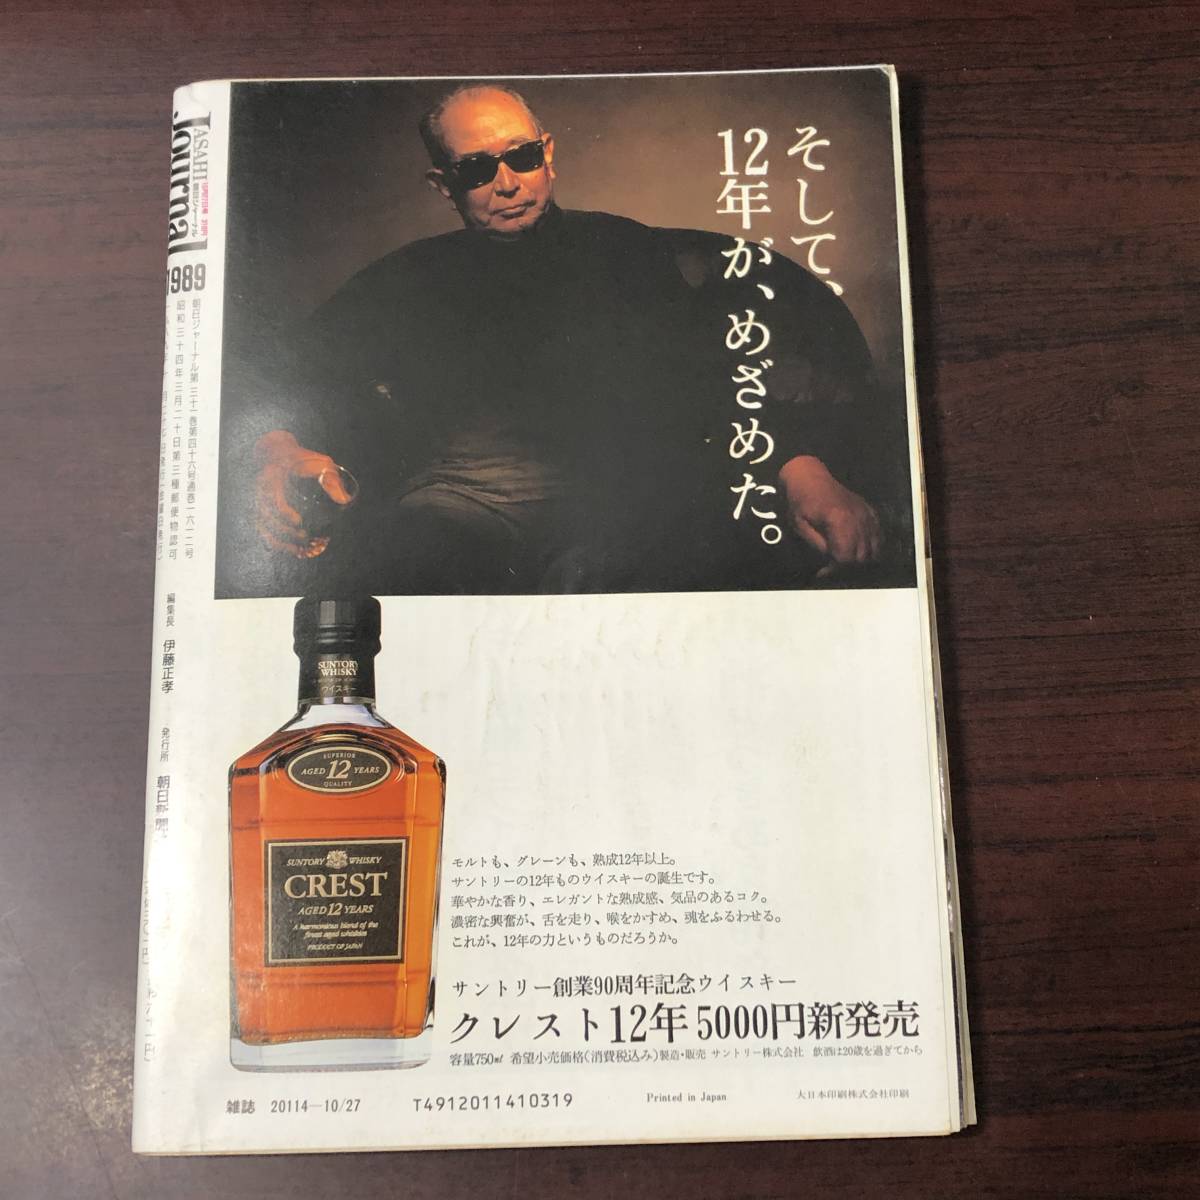 そして、
12年が、めざめた。
ASAHI
Journal
朝日ジャーナル
1989
朝日ジャーナル第三十一巻第四十六号通巻一六一二号
昭和三十四年三月二十日第三種郵便物認可
編集長 伊藤正孝
発行所 朝日新聞
SUNTORY
WHISKY
ウイスキー
SUPERIOR
AGED 12 YEARS
QUALITY
SUNTORY WHISKY
CREST
AGED 12 YEARS
A harmonious blend of the
finest aged whiskies
PRODUCT OF JAPAN
モルトも、グレーンも、熟成12年以上。
サントリーの12年ものウイスキーの誕生です。
華やかな香り、エレガントな熟成感、気品のあるコク。
濃密な興奮が、舌を走り、喉をかすめ、魂をふるわせる。
これが、12年の力というものだろうか。
サントリー創業90周年記念ウイスキー
クレスト12年 5000円新発売
容量750㎖ 希望小売価格(消費税込み) 製造・販売 サントリー株式会社 飲酒は20歳を過ぎてから
雑誌 20114-10/27
T4912011410319
Printed in Japan
大日本印刷株式会社印刷